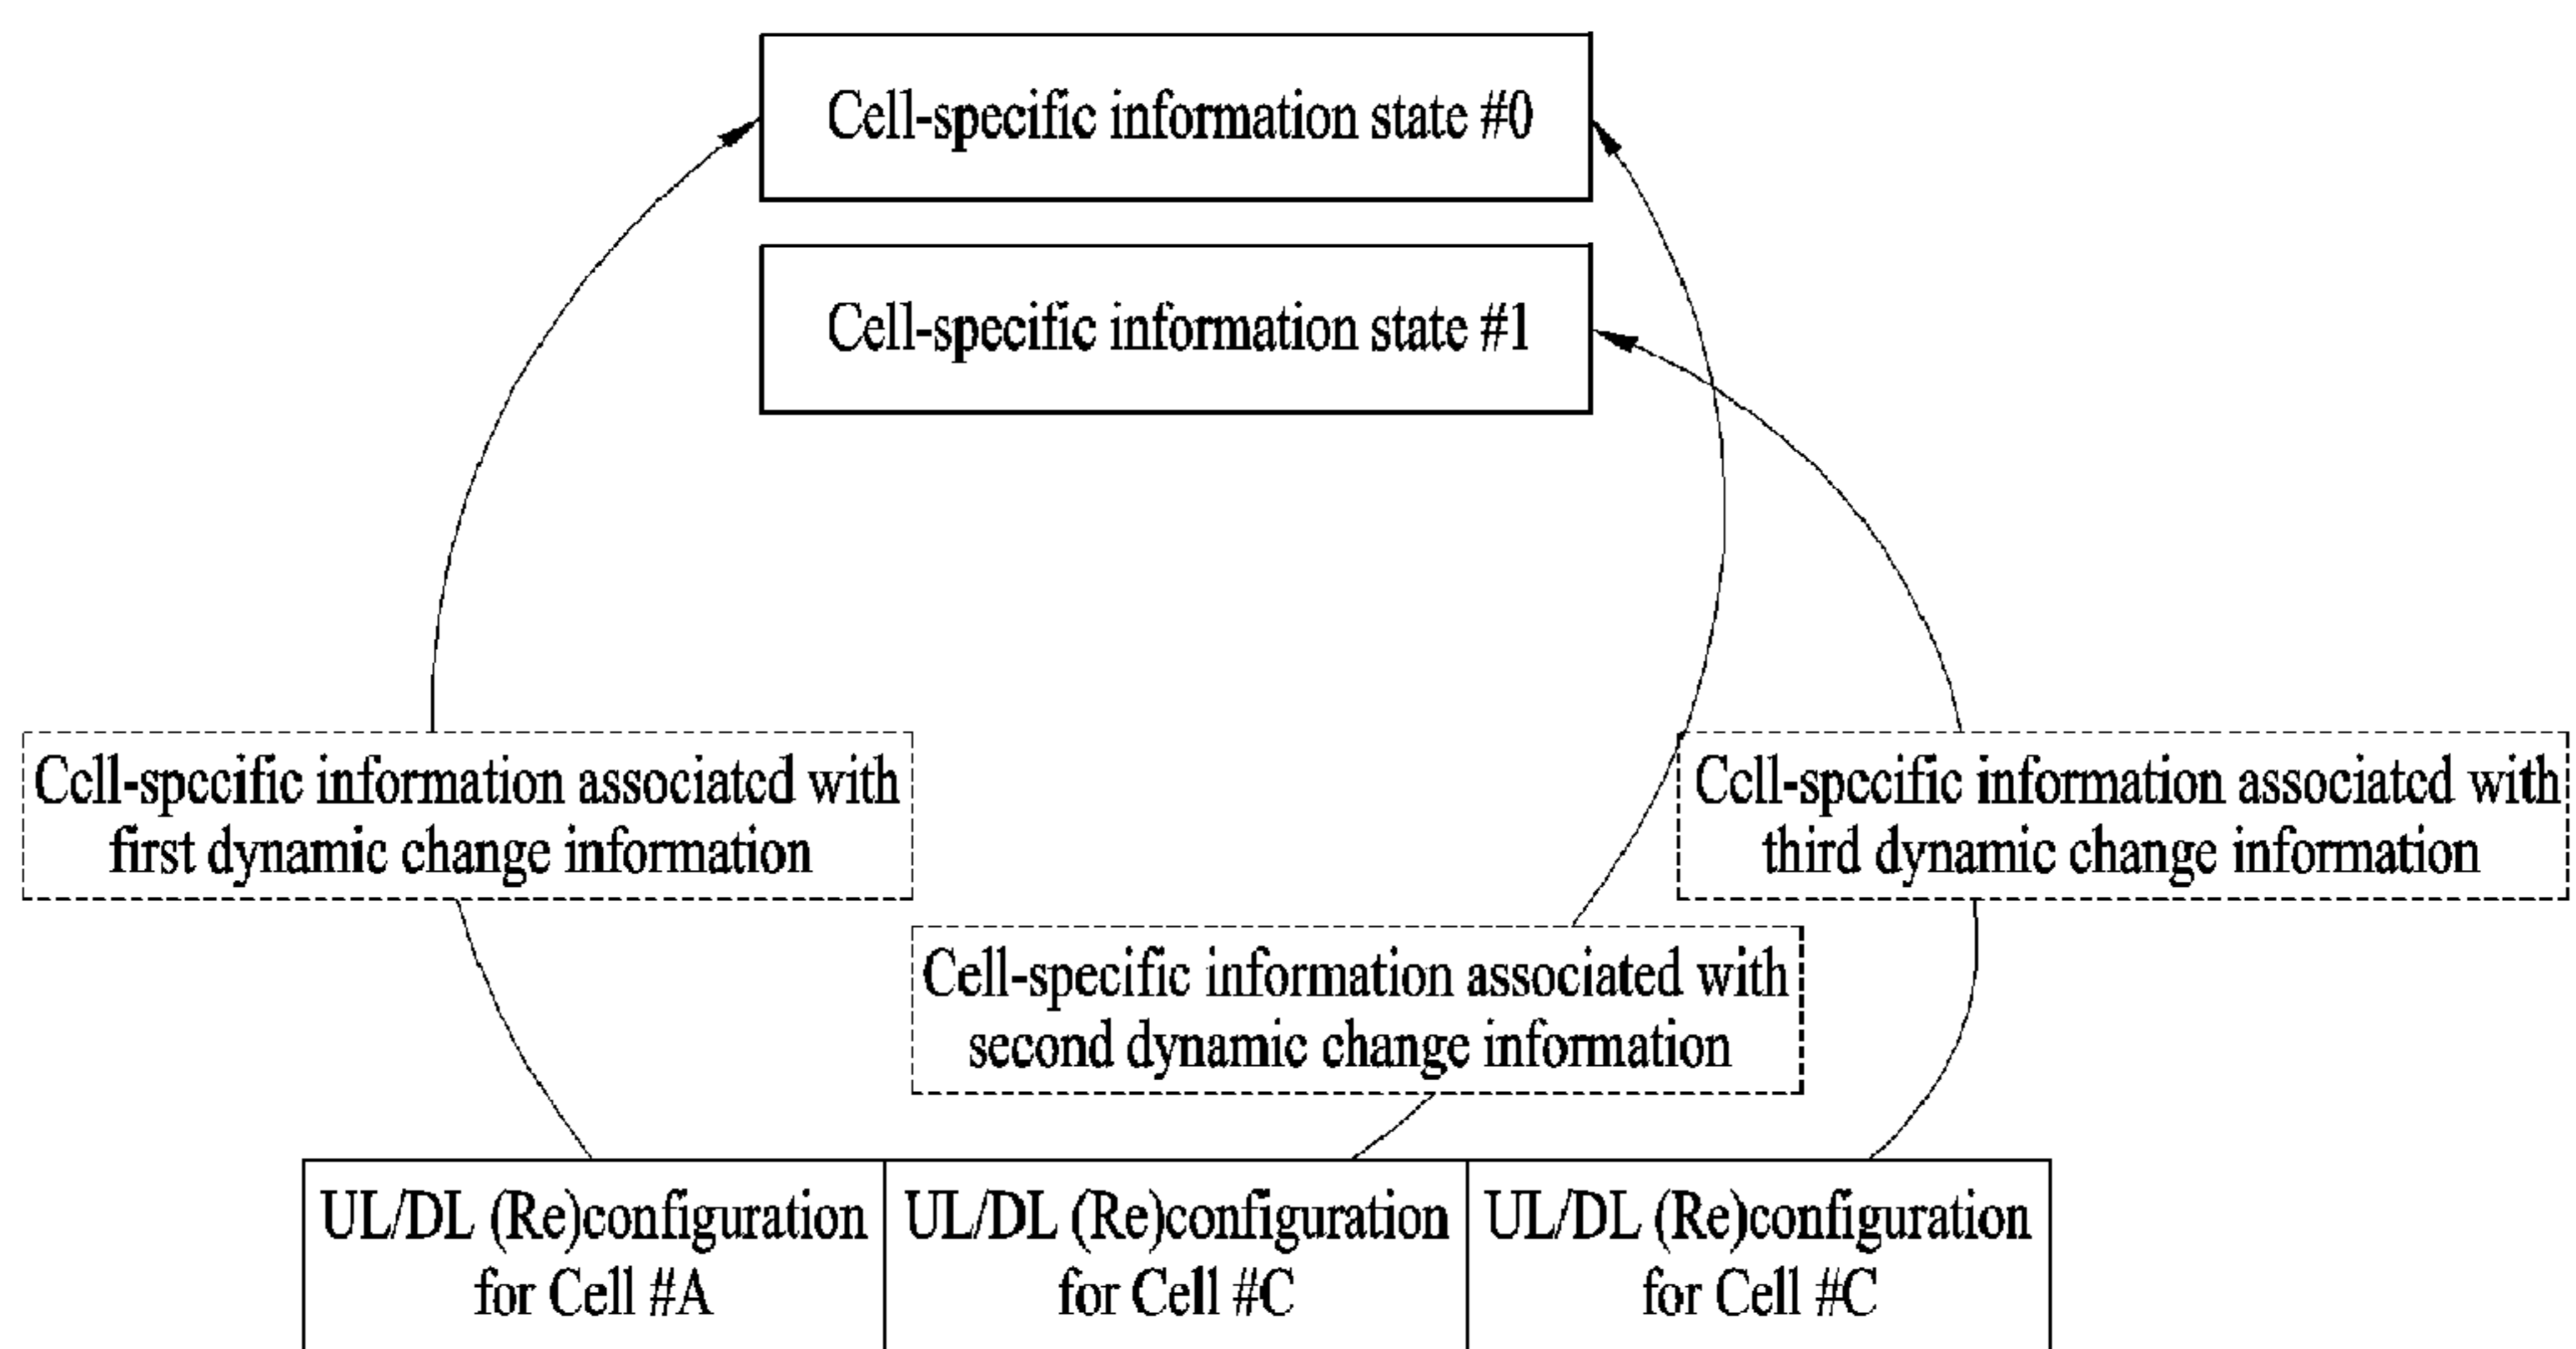 Cell-specific information state #0
Cell-specific information state #1
Cell-specific information associated with
first dynamic change information
Cell-specific information associated with
third dynamic change information
Cell-specific information associated with
second dynamic change information
UL/DL (Re)configuration
for Cell #A
UL/DL (Re)configuration
for Cell #C
UL/DL (Re)configuration
for Cell #C